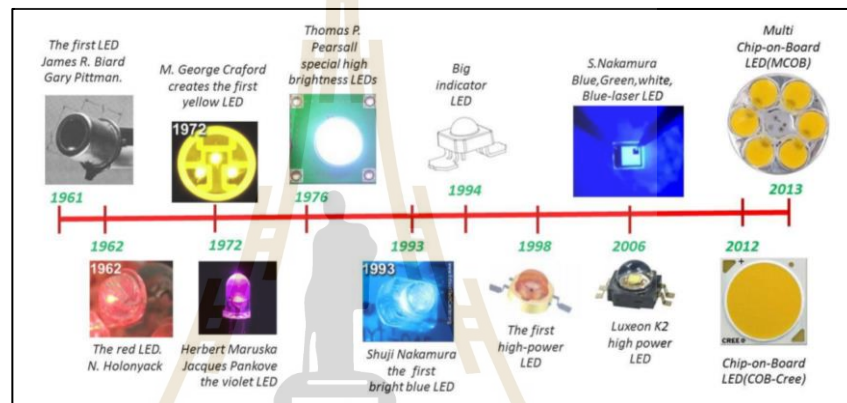 The first LED
James R. Biard
Gary Pittman.
1961
M. George Craford
creates the first
yellow LED
1972
Thomas P.
Pearsall
special high
brightness LEDs
1976
Big
indicator
LED
1994
S.Nakamura
Blue,Green,white,
Blue-laser LED
Multi
Chip-on-Board
LED(MCOB)
2013
1962
1962
The red LED.
N. Holonyack
1972
Herbert Maruska
Jacques Pankove
the violet LED
1993
1993
Shuji Nakamura
the first
bright blue LED
1998
The first
high-power
LED
2006
Luxeon K2
high power
LED
2012
CREE
Chip-on-Board
LED(COB-Cree)